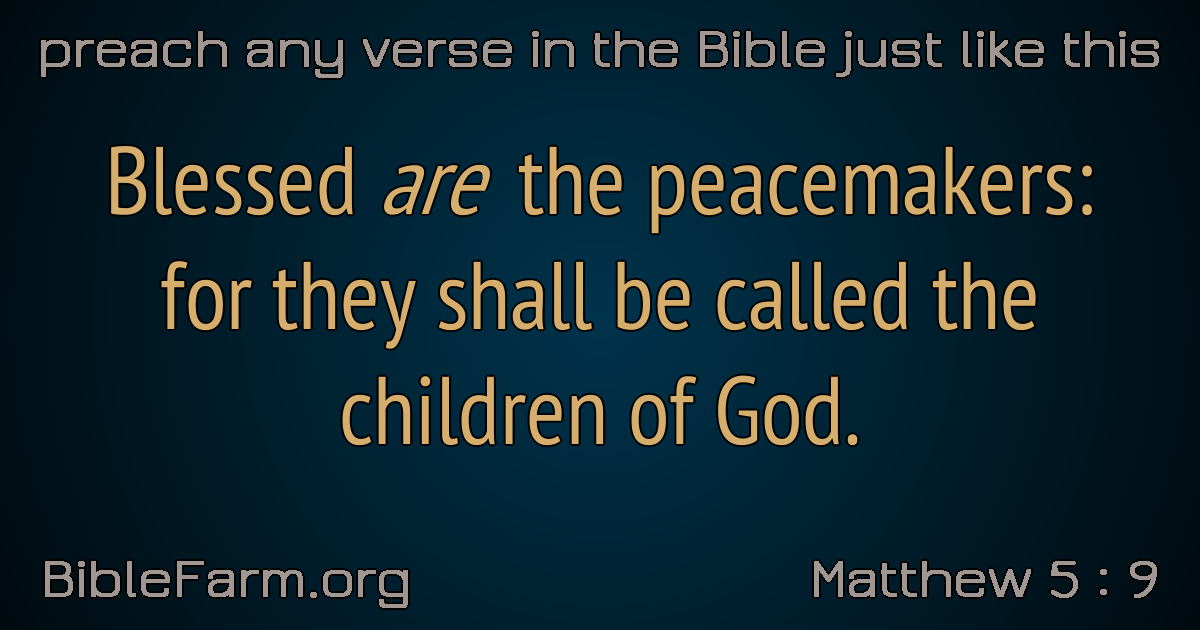 preach any verse in the Bible just like this
Blessed are the peacemakers:
for they shall be called the
children of God.
BibleFarm.org
Matthew 5 : 9